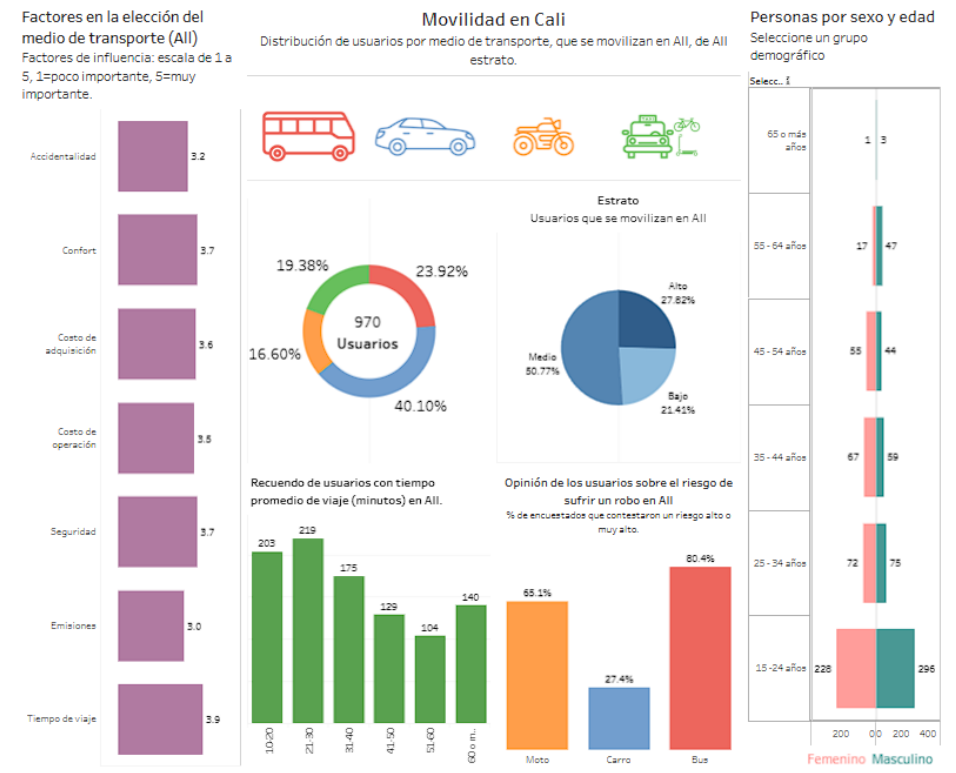 Factores en la elección del
medio de transporte (All)
Factores de influencia: escala de 1 a
5, 1=poco importante, 5=muy
importante.
Accidentalidad
3.2
Confort
3.7
Costo de
adquisición
3.6
Costo de
operación
3.5
Seguridad
3.7
Emisiones
3.0
Tiempo de viaje
3.9
Movilidad en Cali
Distribución de usuarios por medio de transporte, que se movilizan en All, de All
estrato.
19.38%
23.92%
970
Usuarios
16.60%
40.10%
Estrato
Usuarios que se movilizan en All
Alto
27.82%
Medio
50.77%
Bajo
21.41%
Recuendo de usuarios con tiempo
promedio de viaje (minutos) en All.
203
219
175
129
104
140
10-20
21-30
31-40
41-50
51-60
60 o m..
Opinión de los usuarios sobre el riesgo de
sufrir un robo en All
% de encuestados que contestaron un riesgo alto o
muy alto.
65.1%
27.4%
80.4%
Moto
Carro
Bus
Personas por sexo y edad
Seleccione un grupo
demográfico
Selecc..
65 o más
años
1 3
55 - 64 años
17 47
45 - 54 años
55 44
35 - 44 años
67 59
25 - 34 años
72 75
15 -24 años
228 296
200 0 0 200 400
Femenino Masculino